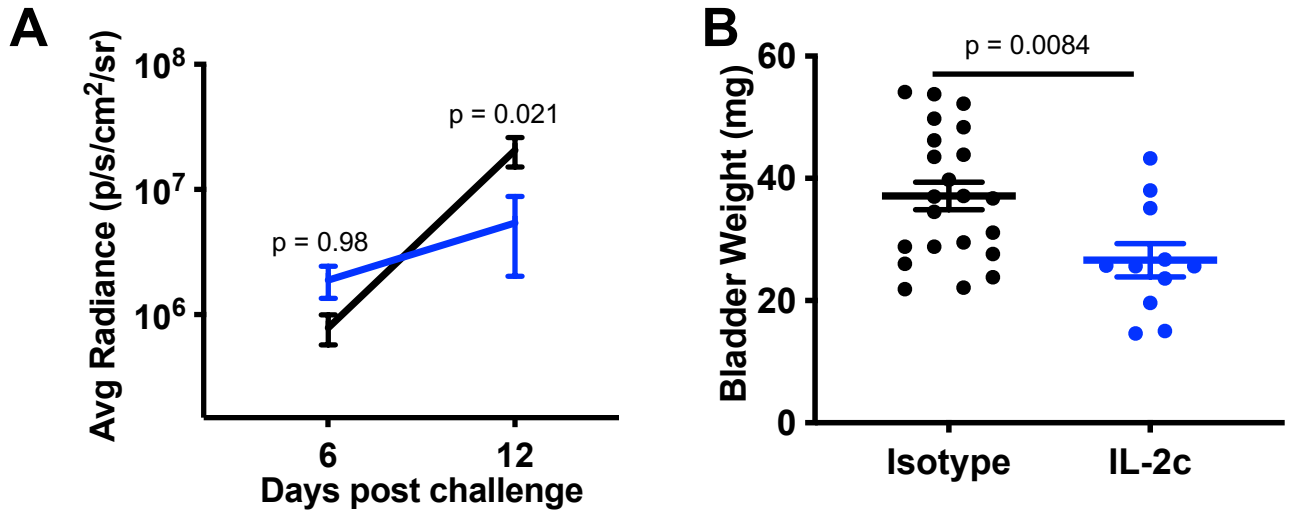 A
Avg Radiance (p/s/cm²/sr)
10⁸
10⁷
10⁶
p = 0.98
p = 0.021
6
12
Days post challenge
B
Bladder Weight (mg)
60
40
20
0
p = 0.0084
Isotype
IL-2c